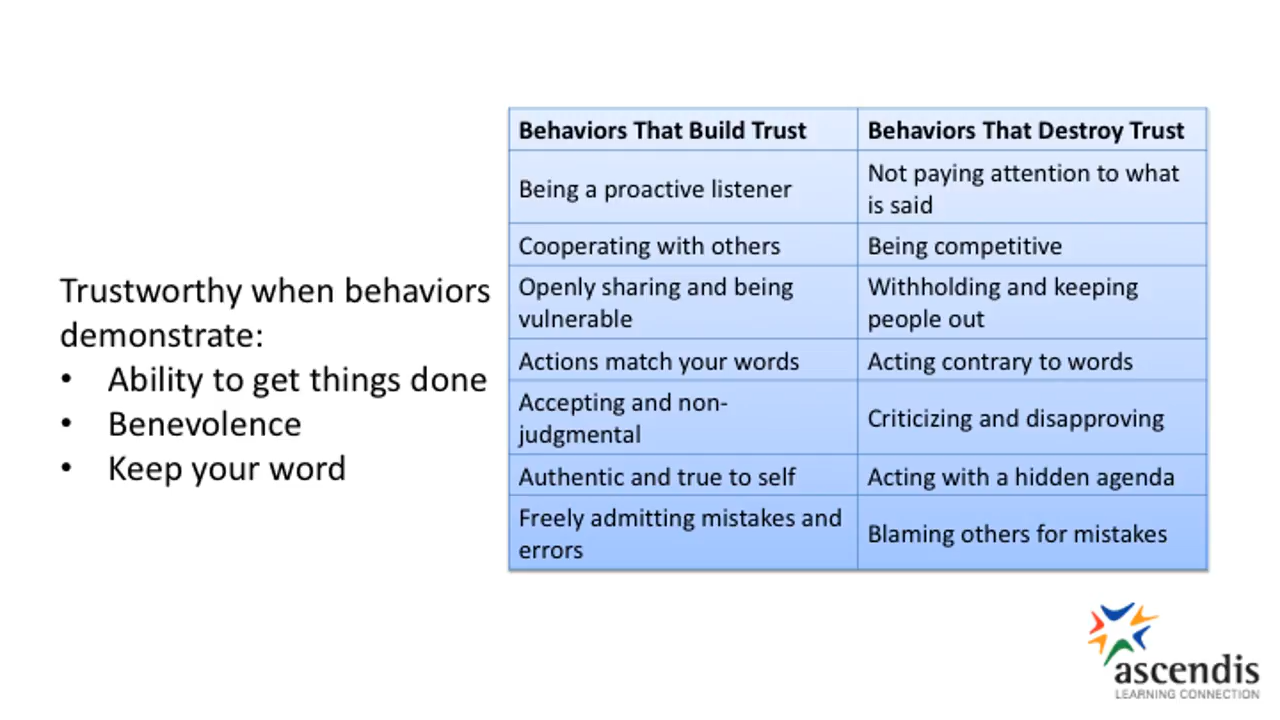 Trustworthy when behaviors
demonstrate:
• Ability to get things done
• Benevolence
• Keep your word
Behaviors That Build Trust
Behaviors That Destroy Trust
Being a proactive listener
Not paying attention to what
is said
Cooperating with others
Being competitive
Openly sharing and being
vulnerable
Withholding and keeping
people out
Actions match your words
Acting contrary to words
Accepting and non-
judgmental
Criticizing and disapproving
Authentic and true to self
Acting with a hidden agenda
Freely admitting mistakes and
errors
Blaming others for mistakes
ascendis
LEARNING CONNECTION